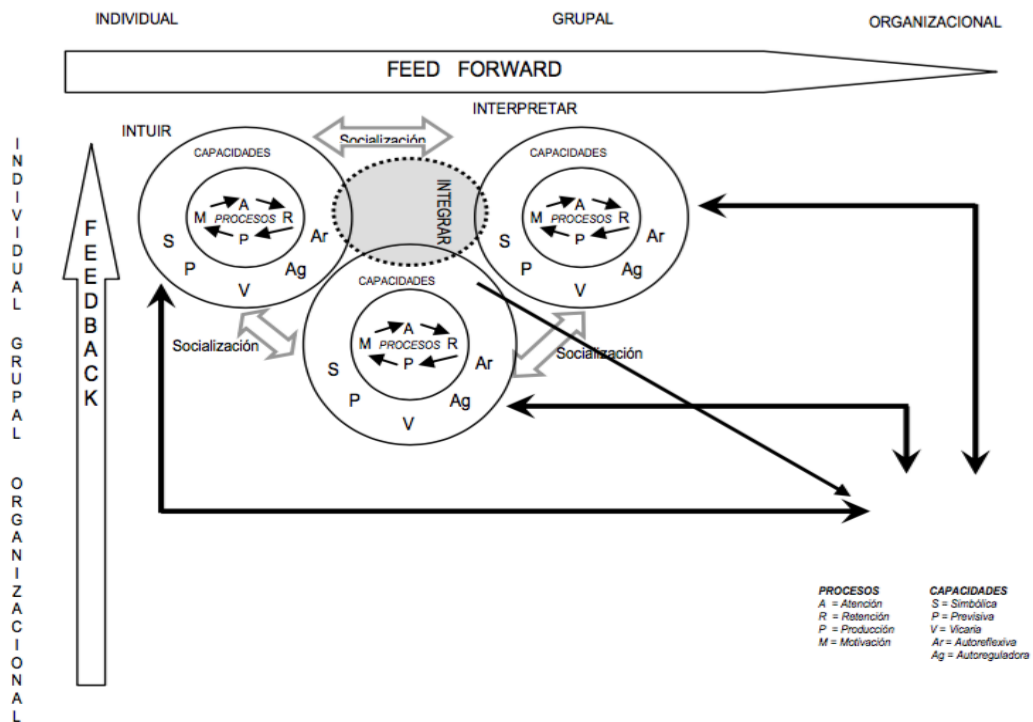 INDIVIDUAL GRUPAL ORGANIZACIONAL
FEED FORWARD
INTUIR
INTERPRETAR
Socialización
INDIVIDUAL GRUPAL ORGANIZACIONAL
FEEDBACK
CAPACIDADES
A
M PROCESOS R
P
S
P
V
Ag
Ar
INTEGRAR
CAPACIDADES
A
M PROCESOS R
P
S
P
V
Ag
Ar
Socialización
CAPACIDADES
A
M PROCESOS R
P
S
P
V
Ag
Ar
Socialización
PROCESOS
A = Atención
R = Retención
P = Producción
M = Motivación
CAPACIDADES
S = Simbólica
P = Previsiva
V = Vicaria
Ar = Autoreflexiva
Ag = Autoreguladora